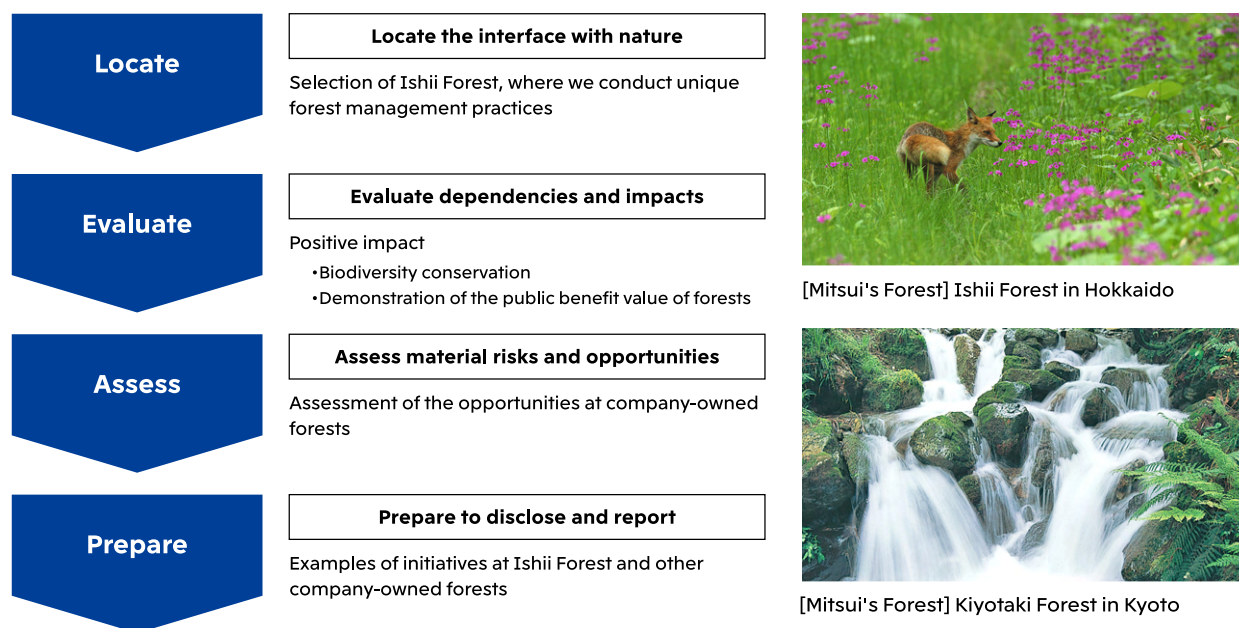 Locate
Locate the interface with nature
Selection of Ishii Forest, where we conduct unique
forest management practices
Evaluate
Evaluate dependencies and impacts
Positive impact
・Biodiversity conservation
・Demonstration of the public benefit value of forests
Assess
Assess material risks and opportunities
Assessment of the opportunities at company-owned
forests
Prepare
Prepare to disclose and report
Examples of initiatives at Ishii Forest and other
company-owned forests
[Mitsui's Forest] Ishii Forest in Hokkaido
[Mitsui's Forest] Kiyotaki Forest in Kyoto